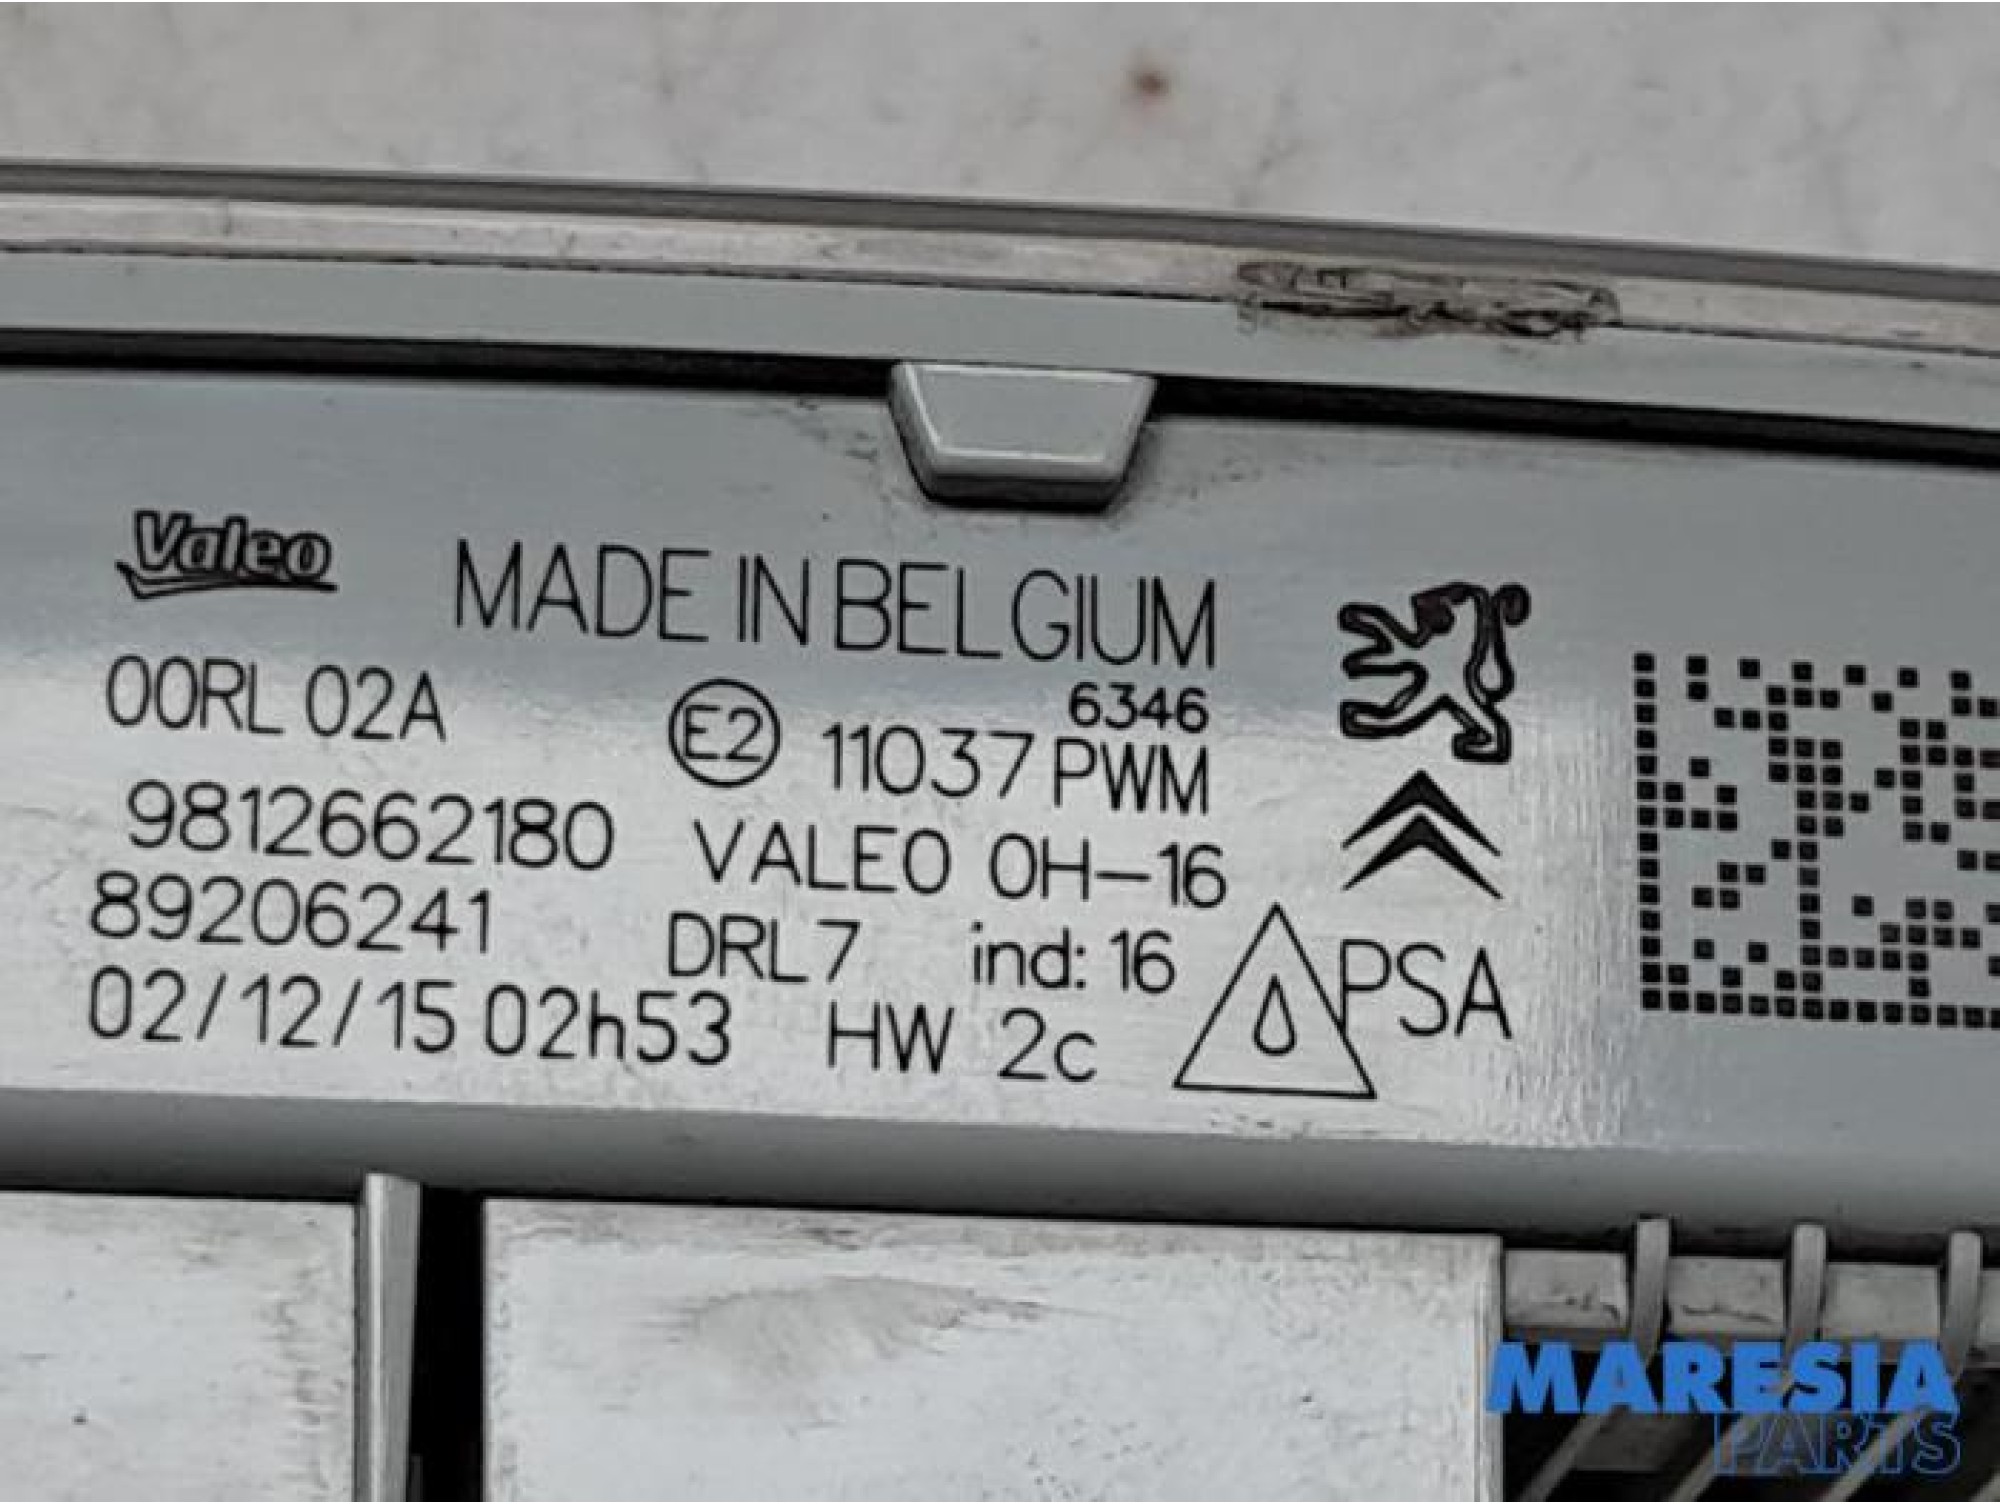 Valeo
MADE IN BELGIUM
00RL 02A
E2
11037
6346
PWM
9812662180
VALEO OH-16
89206241
DRL7
ind: 16
02/12/15 02h53
HW 2c
PSA
MARESIA
PARTS